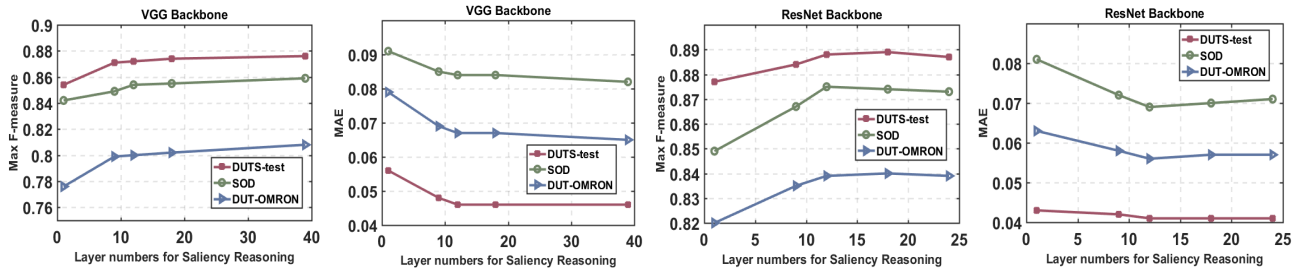 VGG Backbone
Max F-measure
0.9
0.88
0.86
0.84
0.82
0.8
0.78
0.76
DUTS-test
SOD
DUT-OMRON
0 10 20 30 40
Layer numbers for Saliency Reasoning
VGG Backbone
MAE
0.09
0.08
0.07
0.06
0.05
0.04
DUTS-test
SOD
DUT-OMRON
0 10 20 30 40
Layer numbers for Saliency Reasoning
ResNet Backbone
Max F-measure
0.89
0.88
0.87
0.86
0.85
0.84
0.83
0.82
DUTS-test
SOD
DUT-OMRON
0 5 10 15 20 25
Layer numbers for Saliency Reasoning
ResNet Backbone
MAE
0.08
0.07
0.06
0.05
0.04
DUTS-test
SOD
DUT-OMRON
0 5 10 15 20 25
Layer numbers for Saliency Reasoning